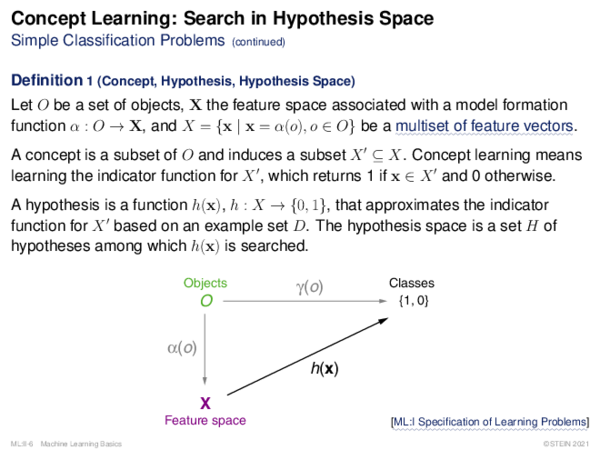 Concept Learning: Search in Hypothesis Space
Simple Classification Problems (continued)
Definition 1 (Concept, Hypothesis, Hypothesis Space)
Let O be a set of objects, X the feature space associated with a model formation
function α : O → X, and X = {x | x = α(o), o ∈ O} be a multiset of feature vectors.
A concept is a subset of O and induces a subset X′ ⊆ X. Concept learning means
learning the indicator function for X′, which returns 1 if x ∈ X′ and 0 otherwise.
A hypothesis is a function h(x), h : X → {0, 1}, that approximates the indicator
function for X′ based on an example set D. The hypothesis space is a set H of
hypotheses among which h(x) is searched.
Objects
O
γ(o)
Classes
{1, 0}
α(o)
h(x)
X
Feature space
[ML:I Specification of Learning Problems]
ML:II-6 Machine Learning Basics
©STEIN 2021